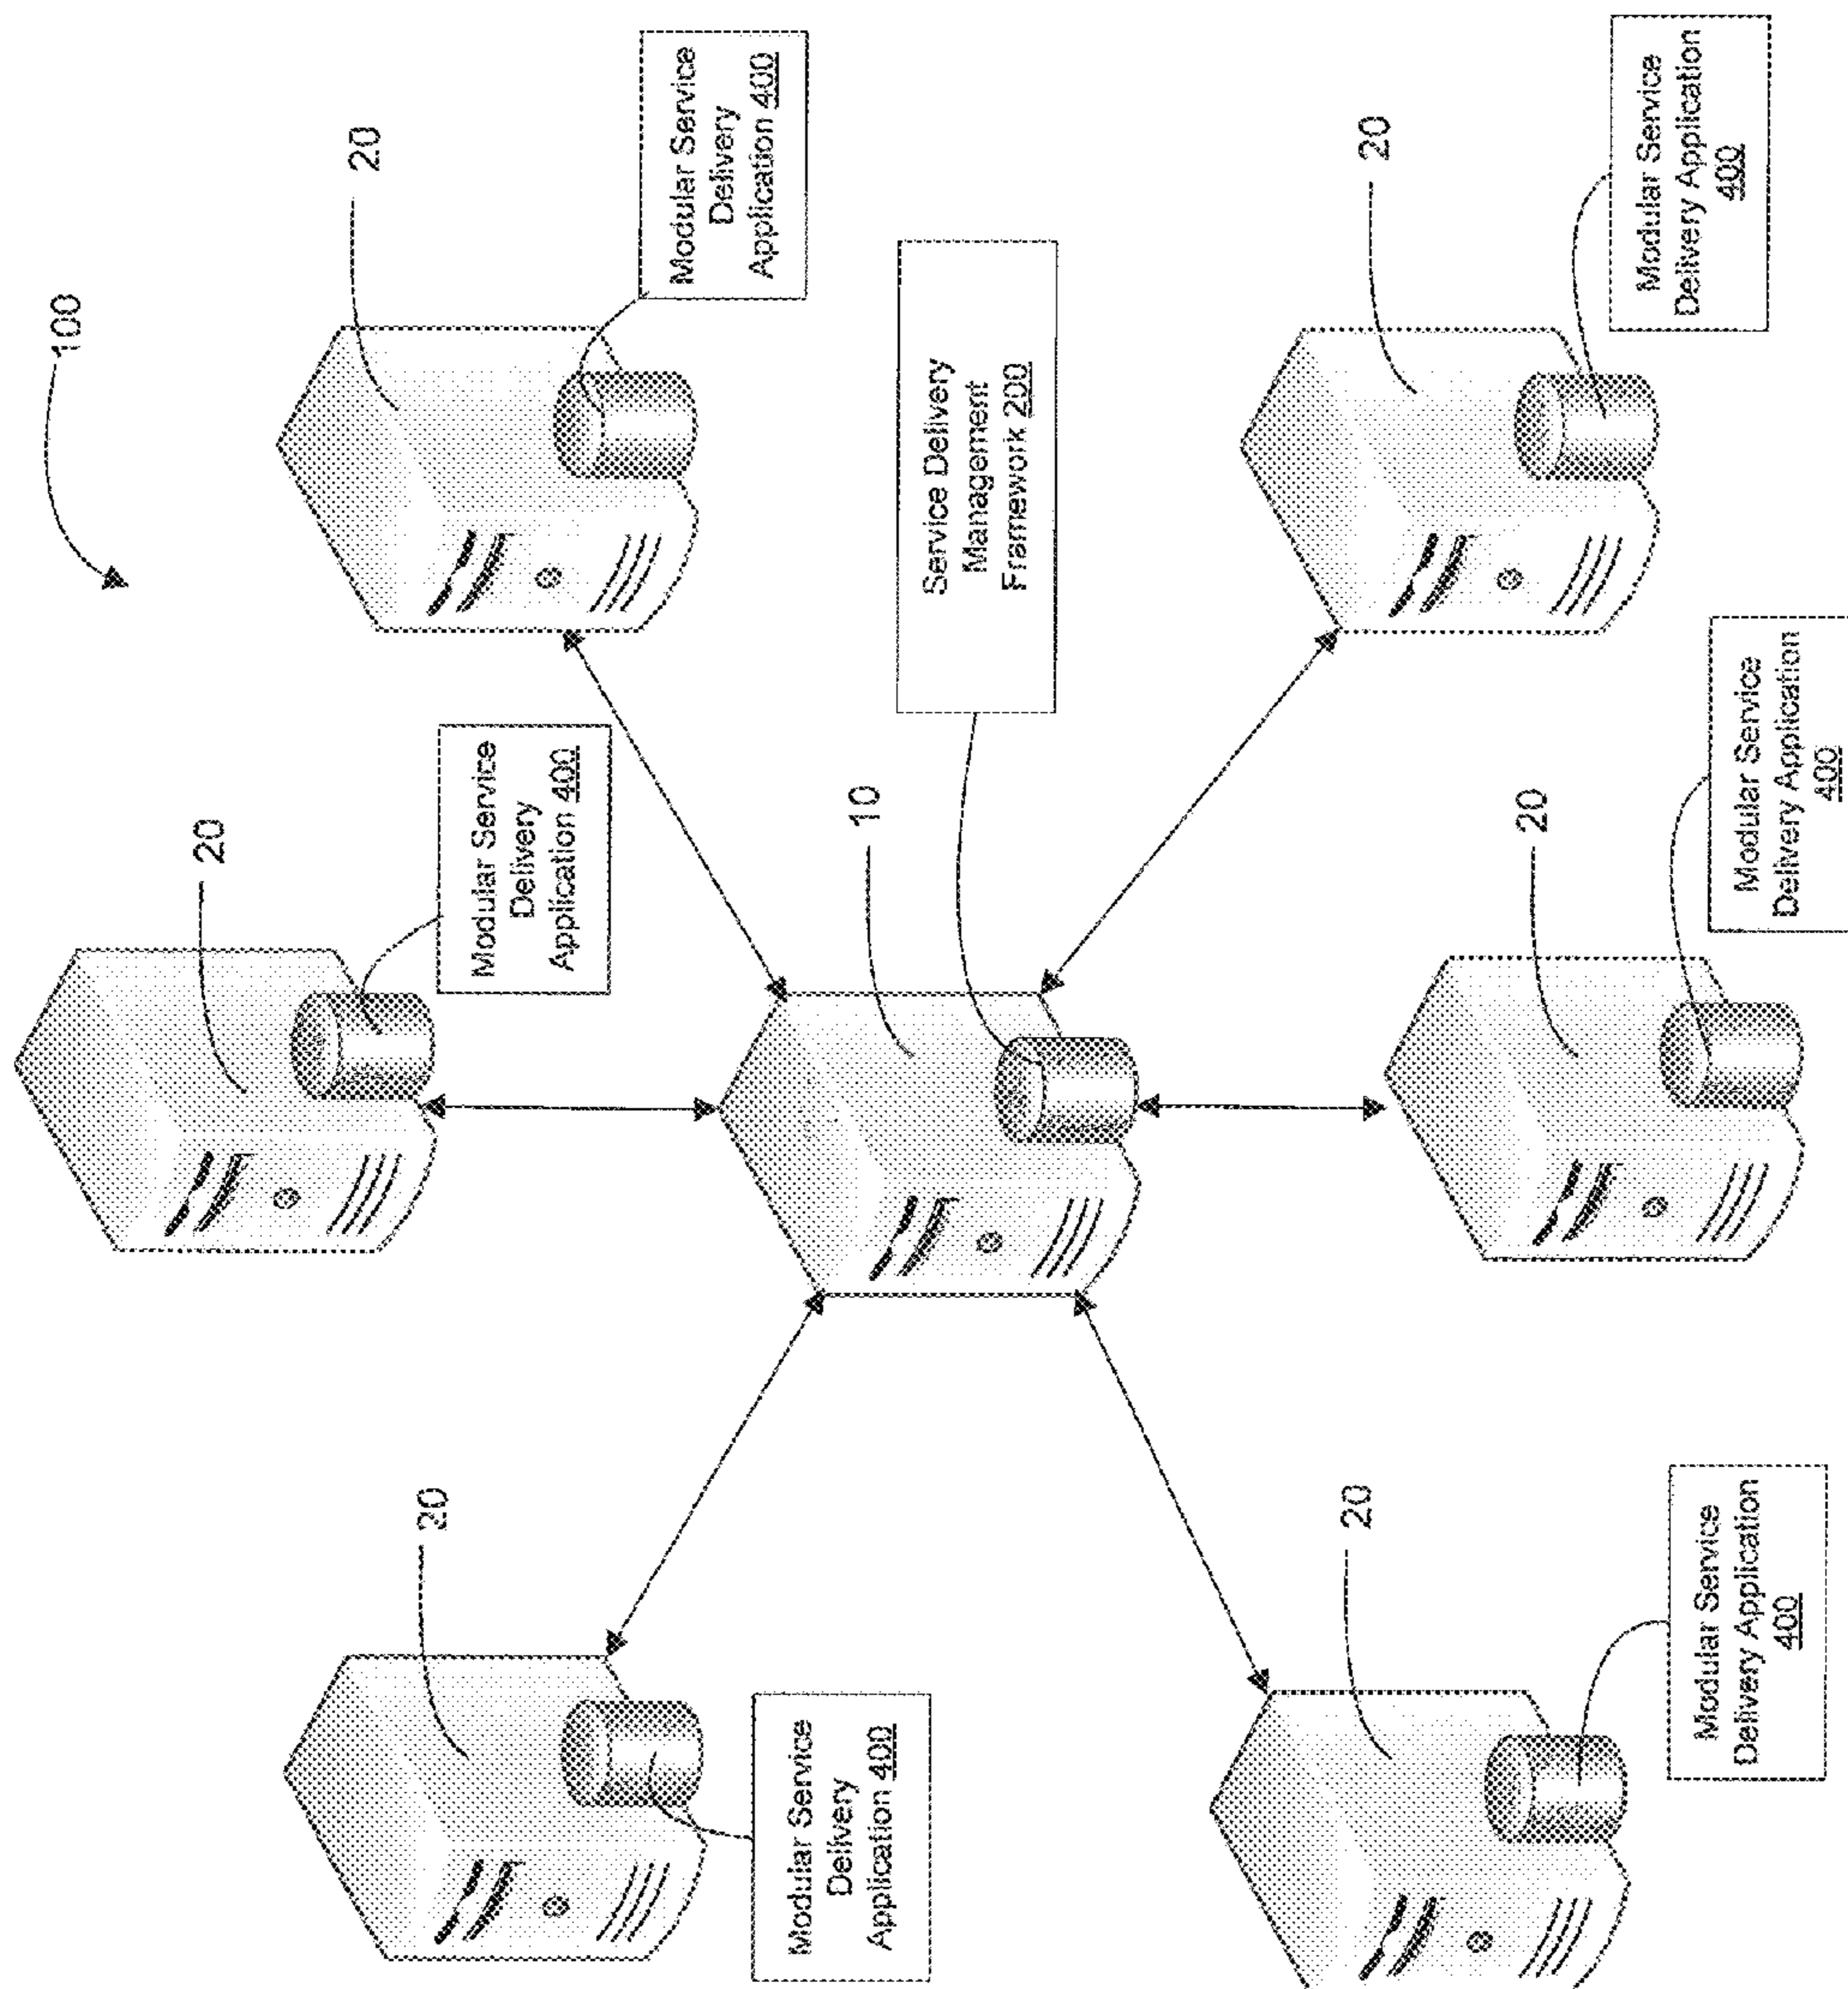 100
20
20
20
Modular Service
Delivery
Application 400
Modular Service
Delivery
Application 400
Modular Service
Delivery
Application 400
10
Service Delivery
Management
Framework 200
20
20
20
Modular Service
Delivery Application
400
Modular Service
Delivery Application
400
Modular Service
Delivery Application
400